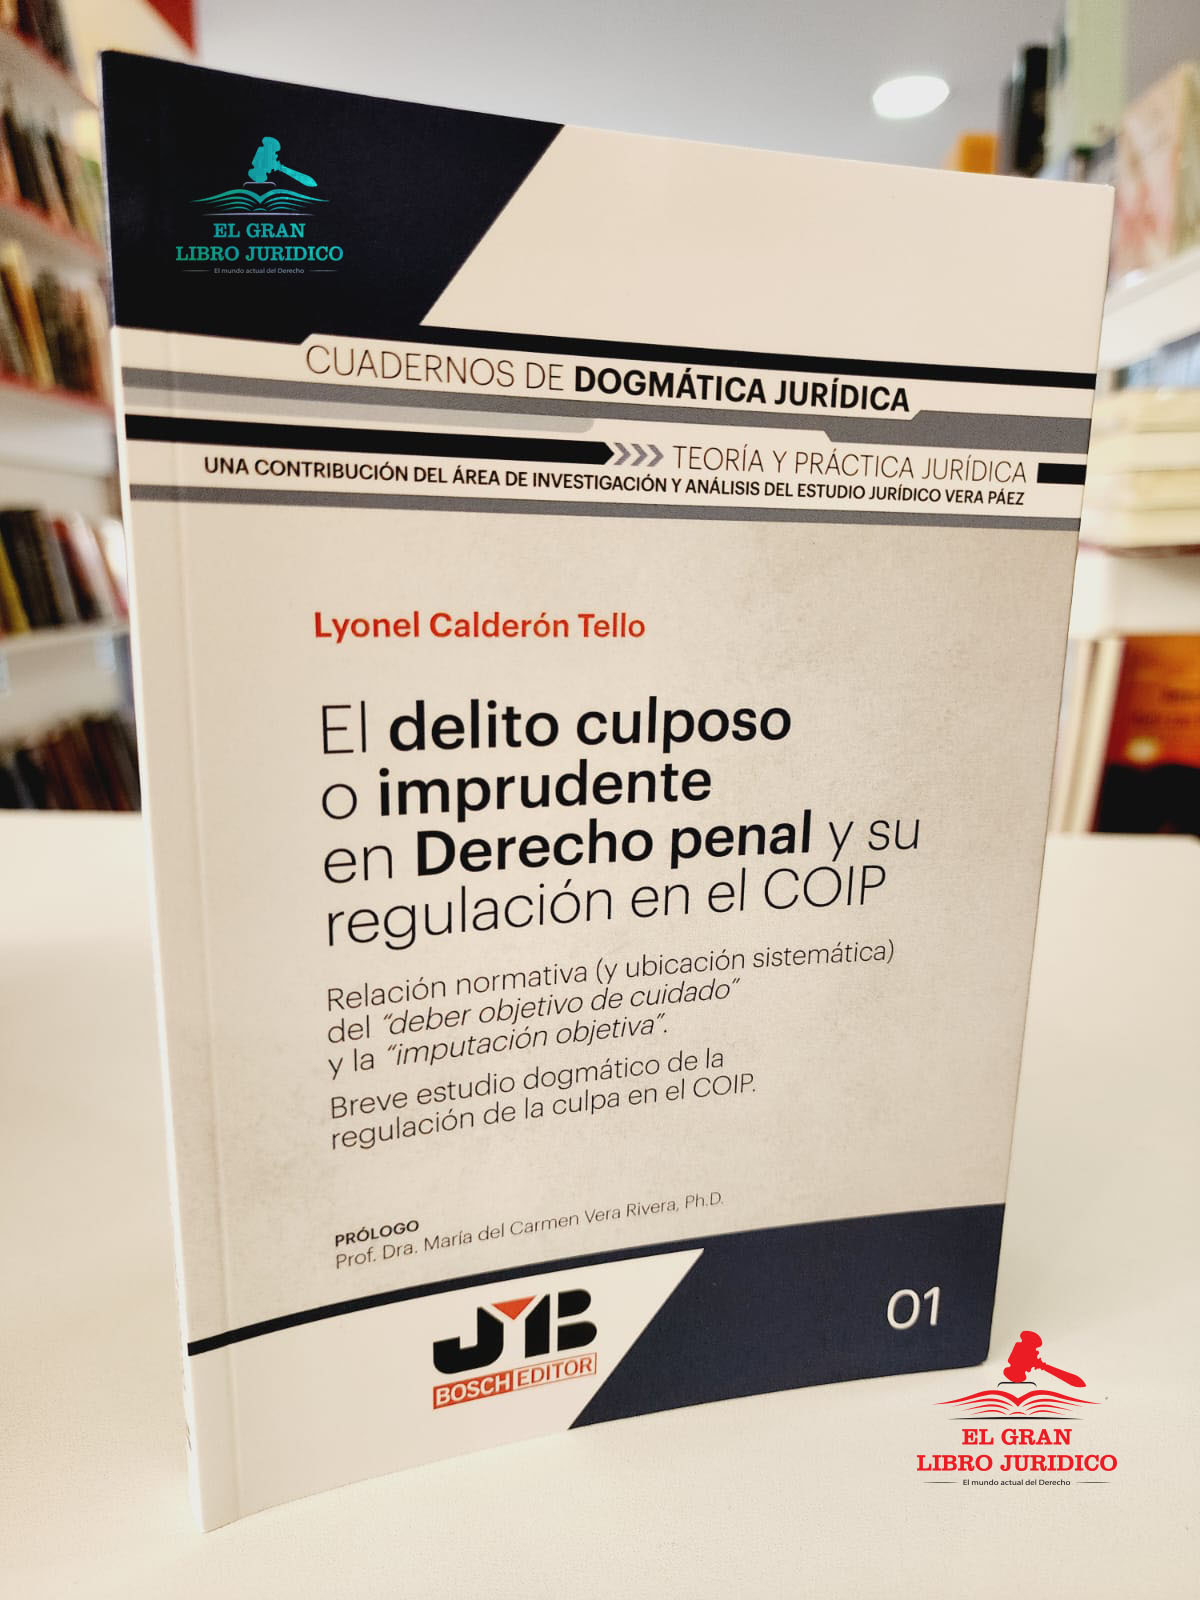 EL GRAN
LIBRO JURIDICO
El mundo actual del Derecho
CUADERNOS DE DOGMÁTICA JURÍDICA
TEORÍA Y PRÁCTICA JURÍDICA
UNA CONTRIBUCIÓN DEL ÁREA DE INVESTIGACIÓN Y ANÁLISIS DEL ESTUDIO JURÍDICO VERA PÁEZ
Lyonel Calderón Tello
El delito culposo
o imprudente
en Derecho penal y su
regulación en el COIP
Relación normativa (y ubicación sistemática)
del “deber objetivo de cuidado”
y la “imputación objetiva”.
Breve estudio dogmático de la
regulación de la culpa en el COIP.
PRÓLOGO
Prof. Dra. María del Carmen Vera Rivera, Ph.D.
JMB
BOSCH EDITOR
01
EL GRAN
LIBRO JURIDICO
El mundo actual del Derecho